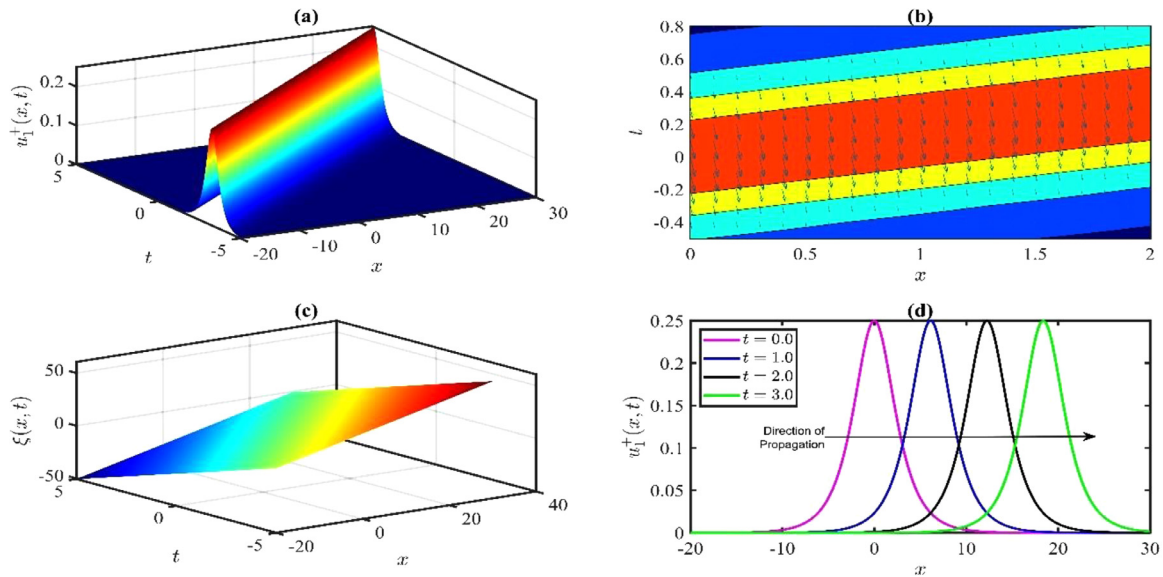 (a)
u₁⁺(x, t)
0.2
0.1
0
5
0
-5
t
-20
-10
0
10
20
30
x
(b)
t
0.8
0.6
0.4
0.2
0
-0.2
-0.4
0
0.5
1
1.5
2
x
(c)
ξ(x, t)
50
0
-50
5
0
-5
t
-20
0
20
40
x
(d)
u₁⁺(x, t)
0.25
0.2
0.15
0.1
0.05
0
t = 0.0
t = 1.0
t = 2.0
t = 3.0
Direction of
Propagation
-20
-10
0
10
20
30
x